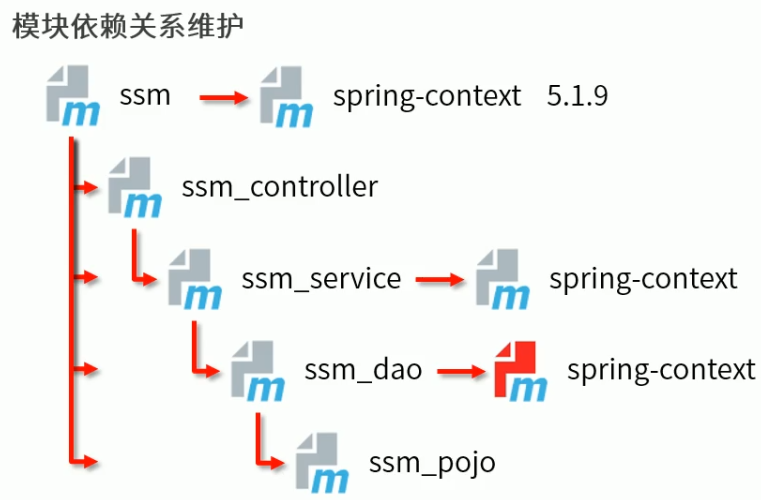 模块依赖关系维护
m ssm m spring-context 5.1.9
m ssm_controller
m ssm_service m spring-context
m ssm_dao m spring-context
m ssm_pojo